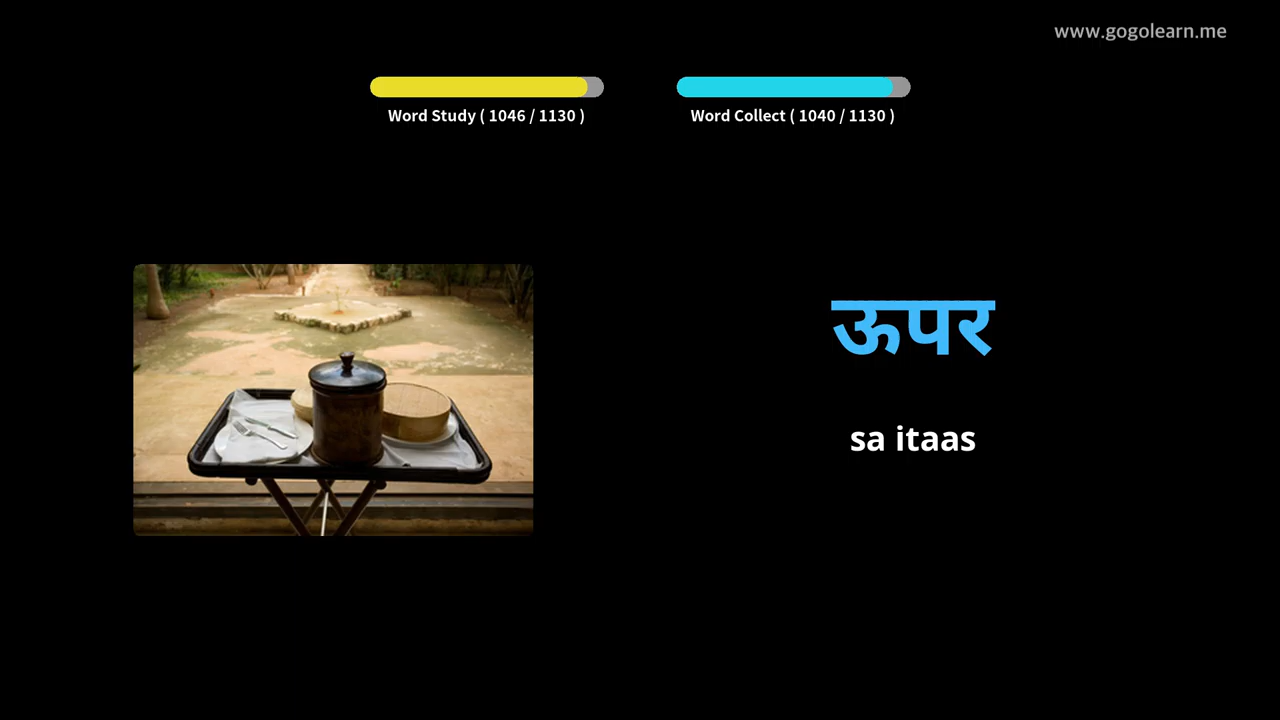 www.gogolearn.me
Word Study ( 1046 / 1130 )
Word Collect ( 1040 / 1130 )
ऊपर
sa itaas